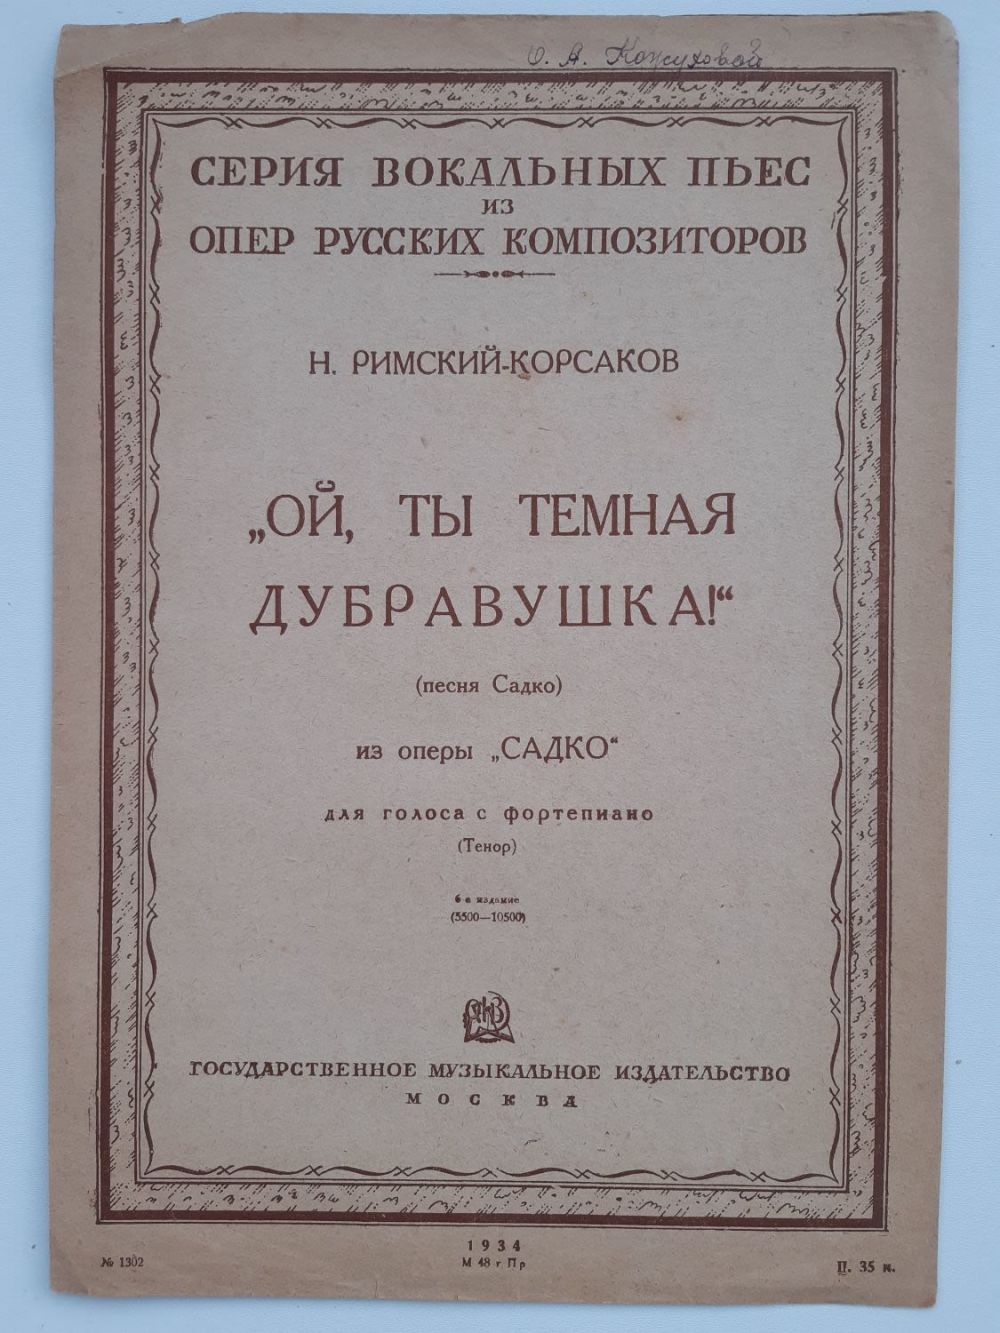 О. А. Кожуховой
СЕРИЯ ВОКАЛЬНЫХ ПЬЕС
ИЗ
ОПЕР РУССКИХ КОМПОЗИТОРОВ
Н. РИМСКИЙ-КОРСАКОВ
„ОЙ, ТЫ ТЕМНАЯ
ДУБРАВУШКА!“
(песня Садко)
из оперы „САДКО“
для голоса с фортепиано
(Тенор)
6-е издание
(5500—10500)
ГОСУДАРСТВЕННОЕ МУЗЫКАЛЬНОЕ ИЗДАТЕЛЬСТВО
МОСКВА
1934
№ 1302
М 48 г Пр
Ц. 35 к.